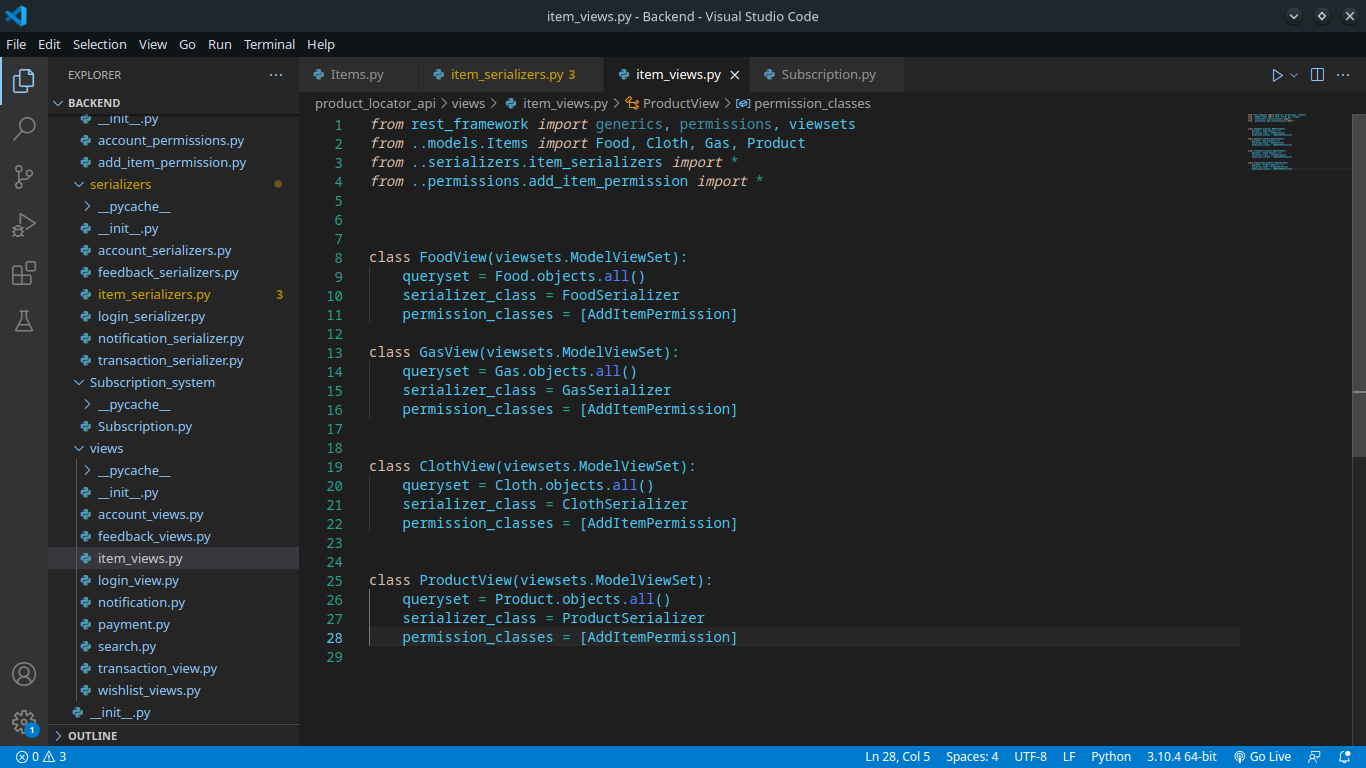 item_views.py - Backend - Visual Studio Code
File Edit Selection View Go Run Terminal Help
EXPLORER
BACKEND
__init__.py
account_permissions.py
add_item_permission.py
serializers
__pycache__
__init__.py
account_serializers.py
feedback_serializers.py
item_serializers.py 3
login_serializer.py
notification_serializer.py
transaction_serializer.py
Subscription_system
__pycache__
Subscription.py
views
__pycache__
__init__.py
account_views.py
feedback_views.py
item_views.py
login_view.py
notification.py
payment.py
search.py
transaction_view.py
wishlist_views.py
__init__.py
OUTLINE
1
Items.py item_serializers.py 3 item_views.py Subscription.py
product_locator_api > views > item_views.py > ProductView > permission_classes
1 from rest_framework import generics, permissions, viewsets
2 from ..models.Items import Food, Cloth, Gas, Product
3 from ..serializers.item_serializers import *
4 from ..permissions.add_item_permission import *
5
6
7
8 class FoodView(viewsets.ModelViewSet):
9 queryset = Food.objects.all()
10 serializer_class = FoodSerializer
11 permission_classes = [AddItemPermission]
12
13 class GasView(viewsets.ModelViewSet):
14 queryset = Gas.objects.all()
15 serializer_class = GasSerializer
16 permission_classes = [AddItemPermission]
17
18
19 class ClothView(viewsets.ModelViewSet):
20 queryset = Cloth.objects.all()
21 serializer_class = ClothSerializer
22 permission_classes = [AddItemPermission]
23
24
25 class ProductView(viewsets.ModelViewSet):
26 queryset = Product.objects.all()
27 serializer_class = ProductSerializer
28 permission_classes = [AddItemPermission]
29
0 3 Ln 28, Col 5 Spaces: 4 UTF-8 LF Python 3.10.4 64-bit Go Live